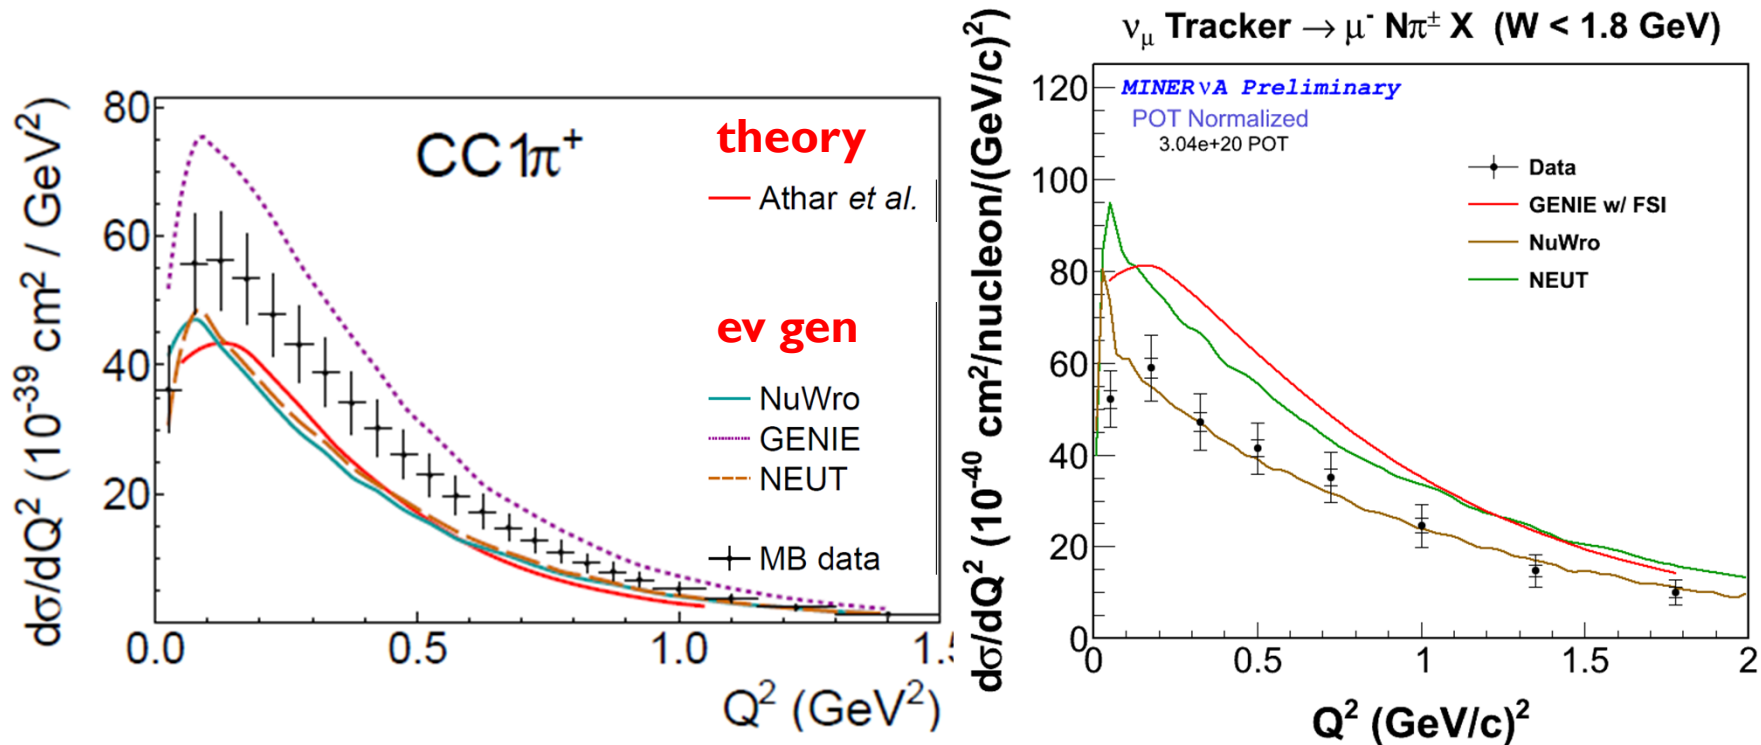 dσ/dQ² (10⁻³⁹ cm² / GeV²)
80
60
40
20
CC1π⁺
theory
Athar et al.
ev gen
NuWro
GENIE
NEUT
MB data
0.0 0.5 1.0 1.
Q² (GeV²)
ν_μ Tracker → μ⁻ Nπ± X (W < 1.8 GeV)
dσ/dQ² (10⁻⁴⁰ cm²/nucleon/(GeV/c)²)
120
100
80
60
40
20
0
MINERνA Preliminary
POT Normalized
3.04e+20 POT
Data
GENIE w/ FSI
NuWro
NEUT
0 0.5 1 1.5 2
Q² (GeV/c)²